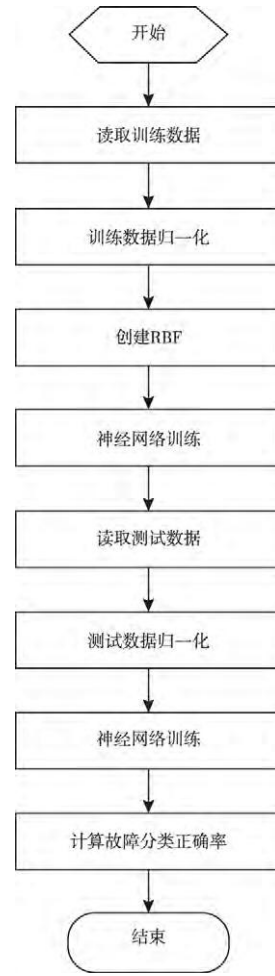 开始
读取训练数据
训练数据归一化
创建RBF
神经网络训练
读取测试数据
测试数据归一化
神经网络训练
计算故障分类正确率
结束